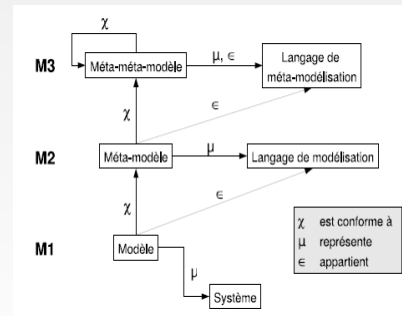 χ
M3
Méta-méta-modèle
μ, ϵ
Langage de
méta-modélisation
χ
ϵ
M2
Méta-modèle
μ
Langage de modélisation
χ
ϵ
M1
Modèle
μ
Système
χ est conforme à
μ représente
ϵ appartient